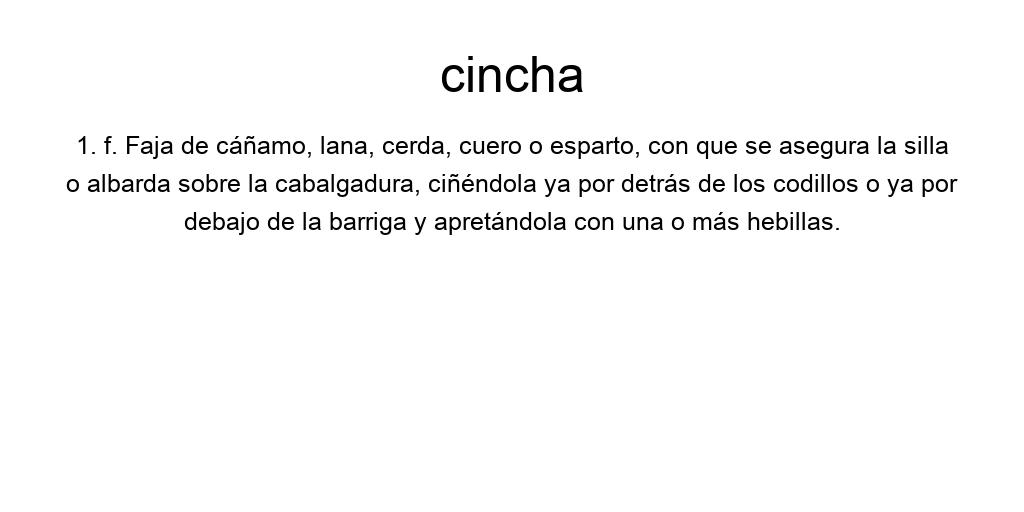 cincha
1. f. Faja de cáñamo, lana, cerda, cuero o esparto, con que se asegura la silla
o albarda sobre la cabalgadura, ciñéndola ya por detrás de los codillos o ya por
debajo de la barriga y apretándola con una o más hebillas.